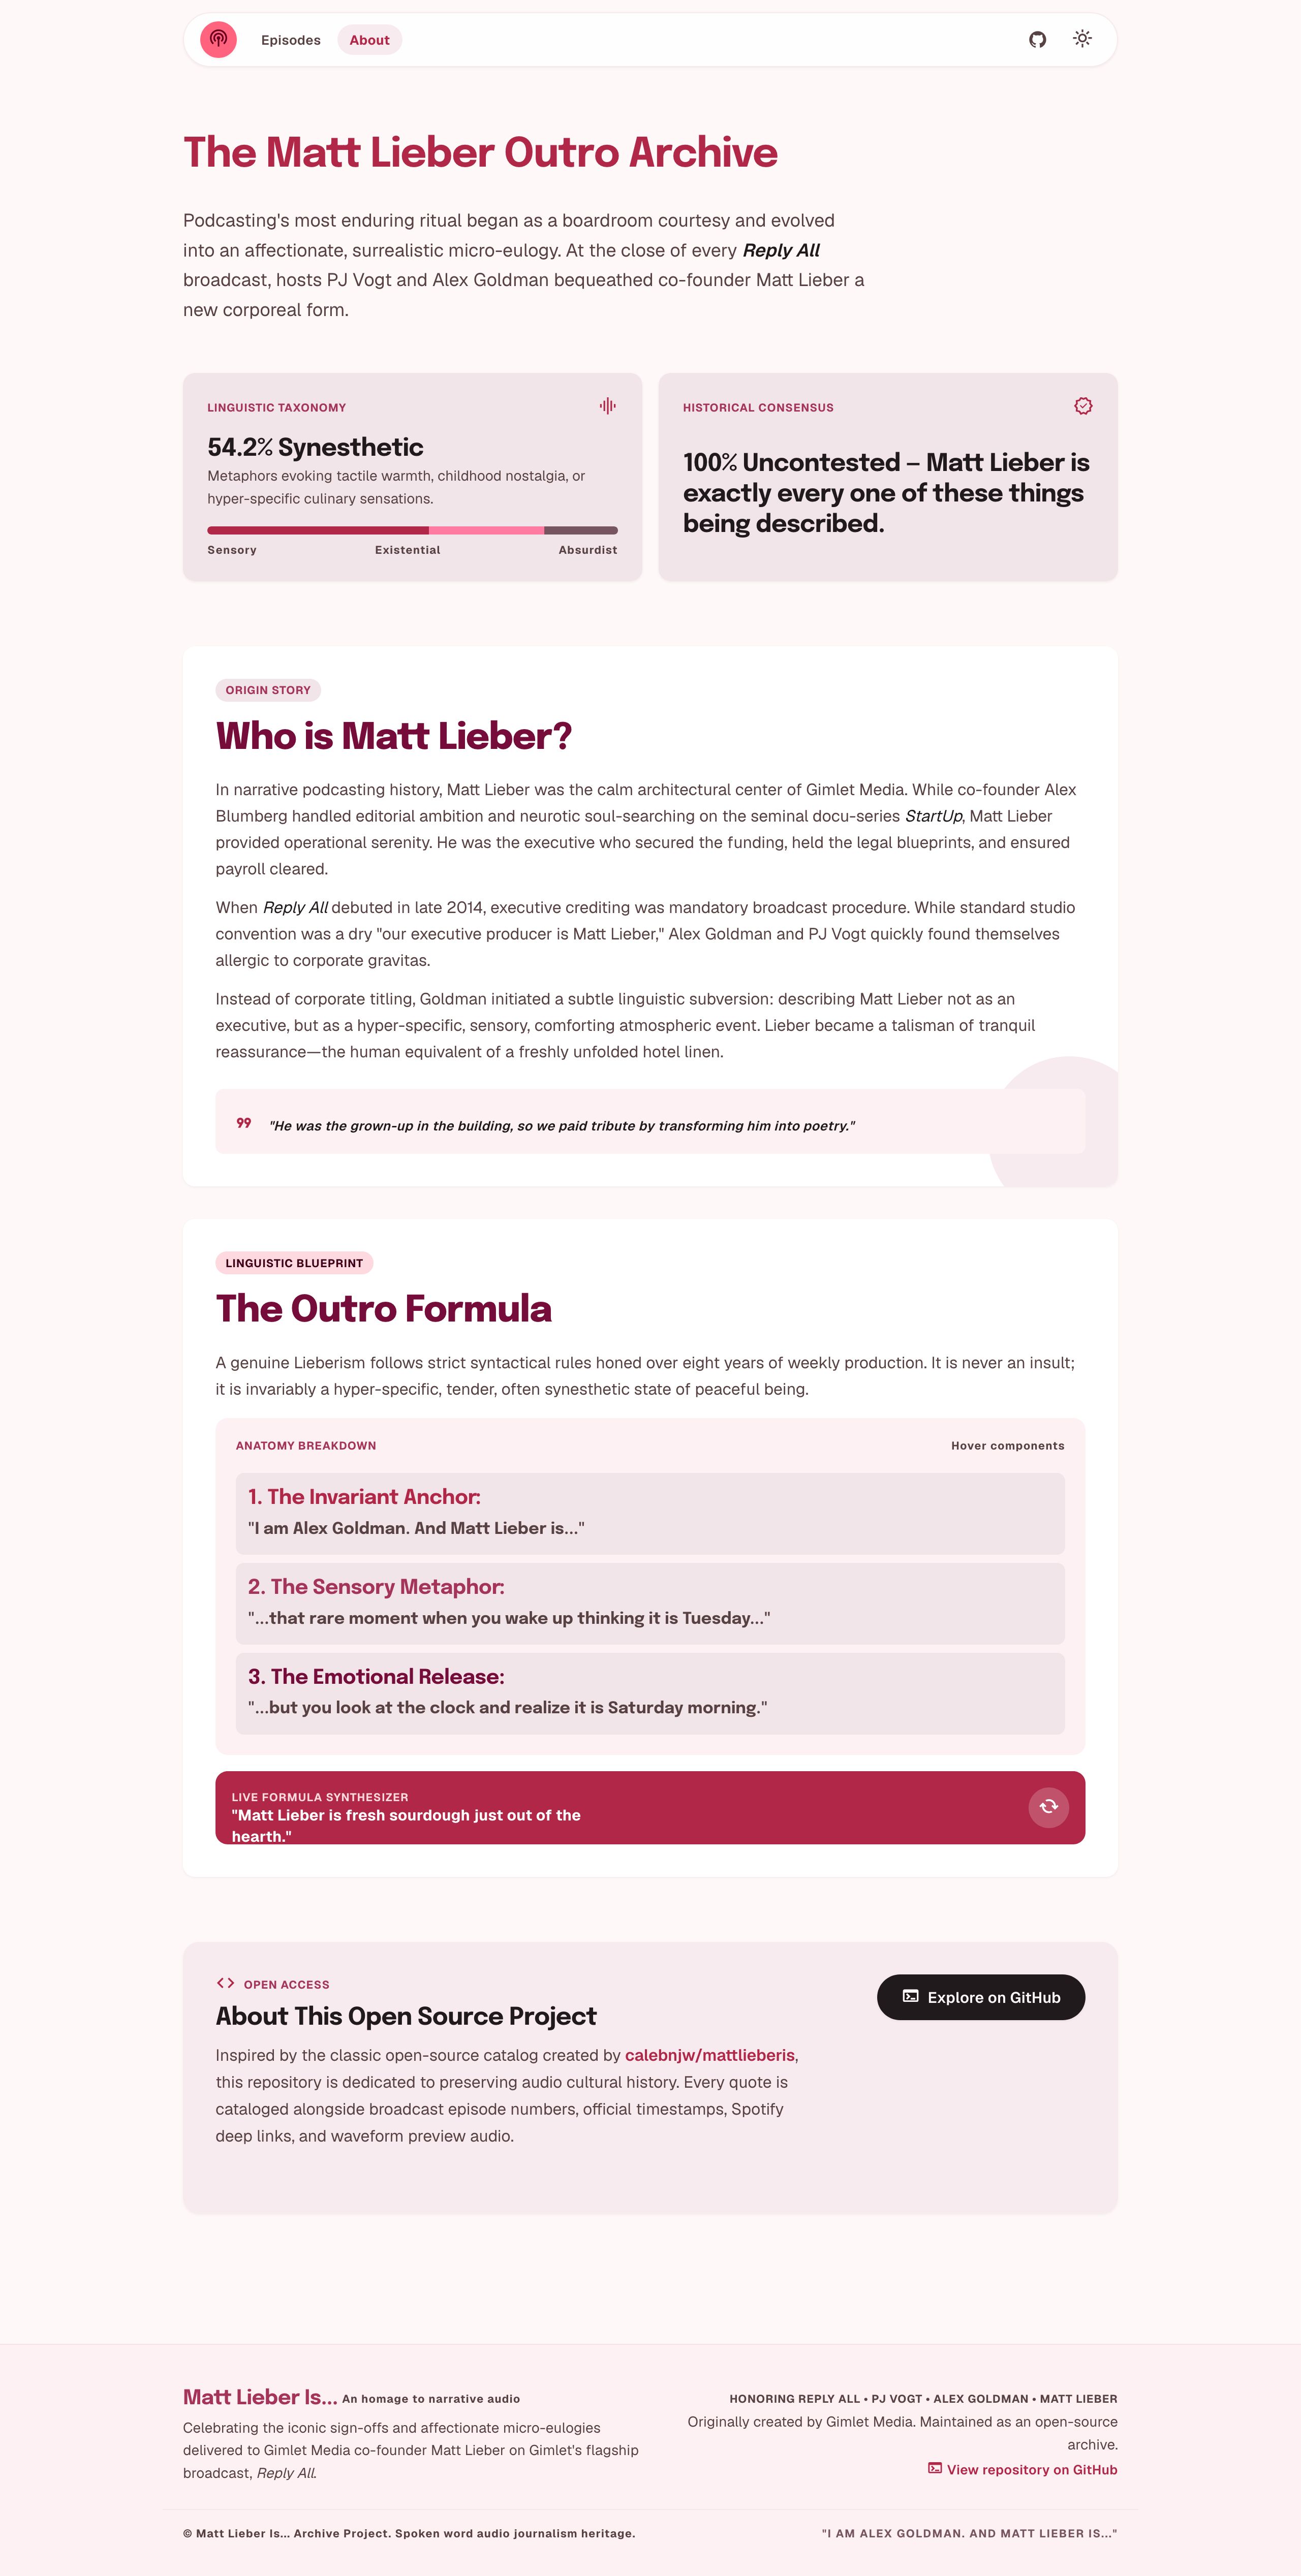 Episodes About
The Matt Lieber Outro Archive
Podcasting's most enduring ritual began as a boardroom courtesy and evolved
into an affectionate, surrealistic micro-eulogy. At the close of every Reply All
broadcast, hosts PJ Vogt and Alex Goldman bequeathed co-founder Matt Lieber a
new corporeal form.
LINGUISTIC TAXONOMY
54.2% Synesthetic
Metaphors evoking tactile warmth, childhood nostalgia, or
hyper-specific culinary sensations.
Sensory Existential Absurdist
HISTORICAL CONSENSUS
100% Uncontested – Matt Lieber is
exactly every one of these things
being described.
ORIGIN STORY
Who is Matt Lieber?
In narrative podcasting history, Matt Lieber was the calm architectural center of Gimlet Media. While co-founder Alex
Blumberg handled editorial ambition and neurotic soul-searching on the seminal docu-series StartUp, Matt Lieber
provided operational serenity. He was the executive who secured the funding, held the legal blueprints, and ensured
payroll cleared.
When Reply All debuted in late 2014, executive crediting was mandatory broadcast procedure. While standard studio
convention was a dry "our executive producer is Matt Lieber," Alex Goldman and PJ Vogt quickly found themselves
allergic to corporate gravitas.
Instead of corporate titling, Goldman initiated a subtle linguistic subversion: describing Matt Lieber not as an
executive, but as a hyper-specific, sensory, comforting atmospheric event. Lieber became a talisman of tranquil
reassurance—the human equivalent of a freshly unfolded hotel linen.
"He was the grown-up in the building, so we paid tribute by transforming him into poetry."
LINGUISTIC BLUEPRINT
The Outro Formula
A genuine Lieberism follows strict syntactical rules honed over eight years of weekly production. It is never an insult;
it is invariably a hyper-specific, tender, often synesthetic state of peaceful being.
ANATOMY BREAKDOWN Hover components
1. The Invariant Anchor:
"I am Alex Goldman. And Matt Lieber is..."
2. The Sensory Metaphor:
"...that rare moment when you wake up thinking it is Tuesday..."
3. The Emotional Release:
"...but you look at the clock and realize it is Saturday morning."
LIVE FORMULA SYNTHESIZER
"Matt Lieber is fresh sourdough just out of the
hearth."
OPEN ACCESS
About This Open Source Project
Inspired by the classic open-source catalog created by calebnjw/mattlieberis,
this repository is dedicated to preserving audio cultural history. Every quote is
cataloged alongside broadcast episode numbers, official timestamps, Spotify
deep links, and waveform preview audio.
Explore on GitHub
Matt Lieber Is... An homage to narrative audio
Celebrating the iconic sign-offs and affectionate micro-eulogies
delivered to Gimlet Media co-founder Matt Lieber on Gimlet's flagship
broadcast, Reply All.
HONORING REPLY ALL • PJ VOGT • ALEX GOLDMAN • MATT LIEBER
Originally created by Gimlet Media. Maintained as an open-source
archive.
View repository on GitHub
© Matt Lieber Is... Archive Project. Spoken word audio journalism heritage.
"I AM ALEX GOLDMAN. AND MATT LIEBER IS..."